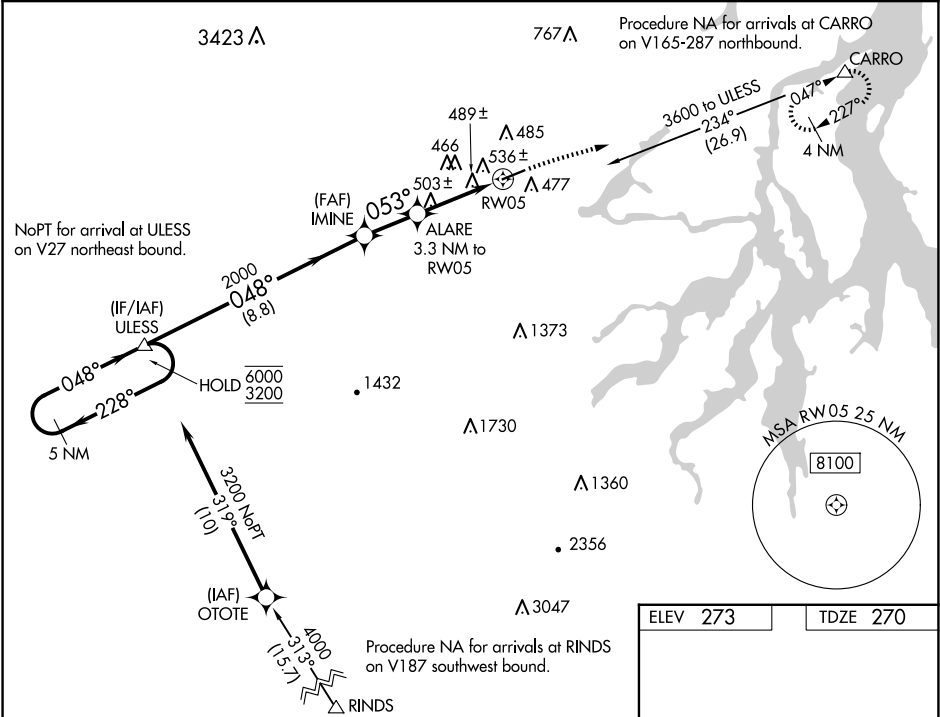 3423
767
Procedure NA for arrivals at CARRO
on V165-287 northbound.
CARRO
047°
227°
4 NM
3600 to ULESS
234°
(26.9)
489±
485
466
536±
503±
477
RW05
(FAF)
IMINE
053°
ALARE
3.3 NM to
RW05
NoPT for arrival at ULESS
on V27 northeast bound.
2000
048°
(8.8)
(IF/IAF)
ULESS
048°
228°
HOLD
6000
3200
5 NM
1373
1432
1730
MSA RW05 25 NM
8100
1360
3200 NoPT
319°
(10)
2356
(IAF)
OTOTE
3047
4000
313°
(15.7)
Procedure NA for arrivals at RINDS
on V187 southwest bound.
RINDS
ELEV 273
TDZE 270